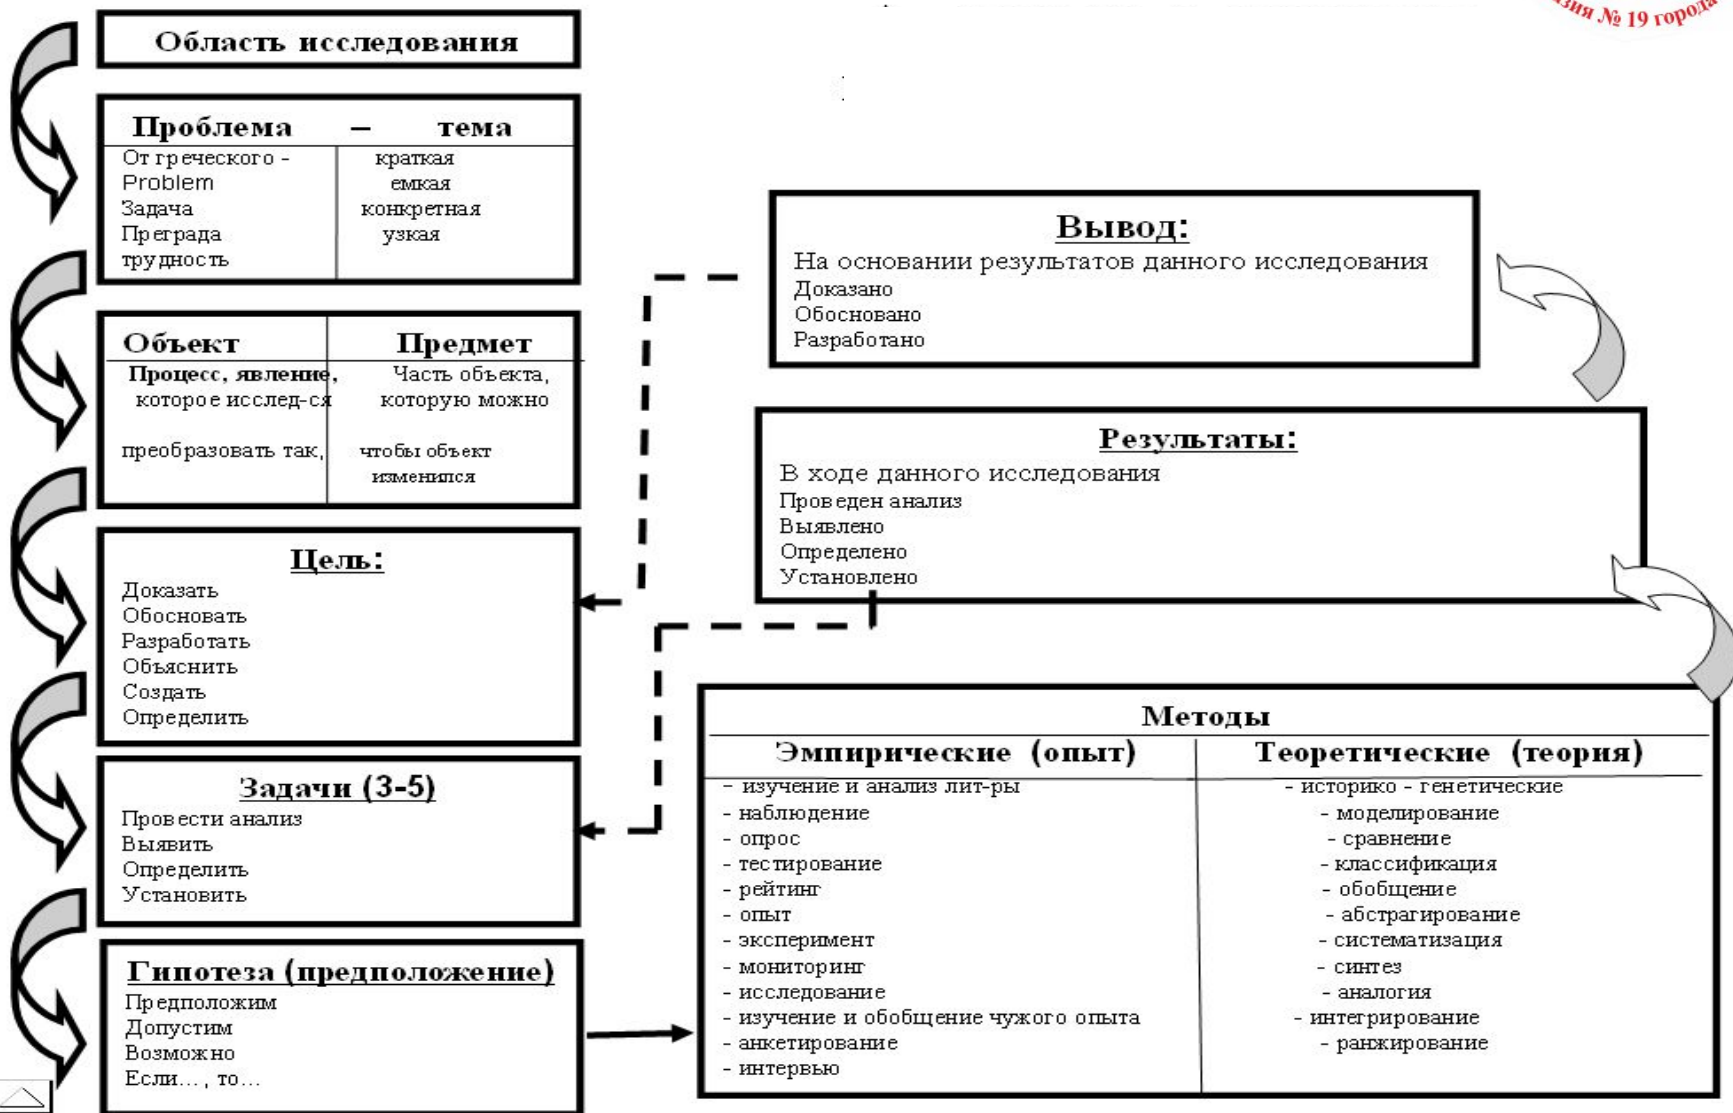 зия № 19 города
Область исследования
Проблема – тема
От греческого - краткая
Problem емкая
Задача конкретная
Преграда узкая
трудность
Объект Предмет
Процесс, явление, Часть объекта,
которое исслед-ся которую можно
преобразовать так, чтобы объект
изменился
Цель:
Доказать
Обосновать
Разработать
Объяснить
Создать
Определить
Задачи (3-5)
Провести анализ
Выявить
Определить
Установить
Гипотеза (предположение)
Предположим
Допустим
Возможно
Если..., то...
Вывод:
На основании результатов данного исследования
Доказано
Обосновано
Разработано
Результаты:
В ходе данного исследования
Проведен анализ
Выявлено
Определено
Установлено
Методы
Эмпирические (опыт) Теоретические (теория)
- изучение и анализ лит-ры - историко - генетические
- наблюдение - моделирование
- опрос - сравнение
- тестирование - классификация
- рейтинг - обобщение
- опыт - абстрагирование
- эксперимент - систематизация
- мониторинг - синтез
- исследование - аналогия
- изучение и обобщение чужого опыта - интегрирование
- анкетирование - ранжирование
- интервью